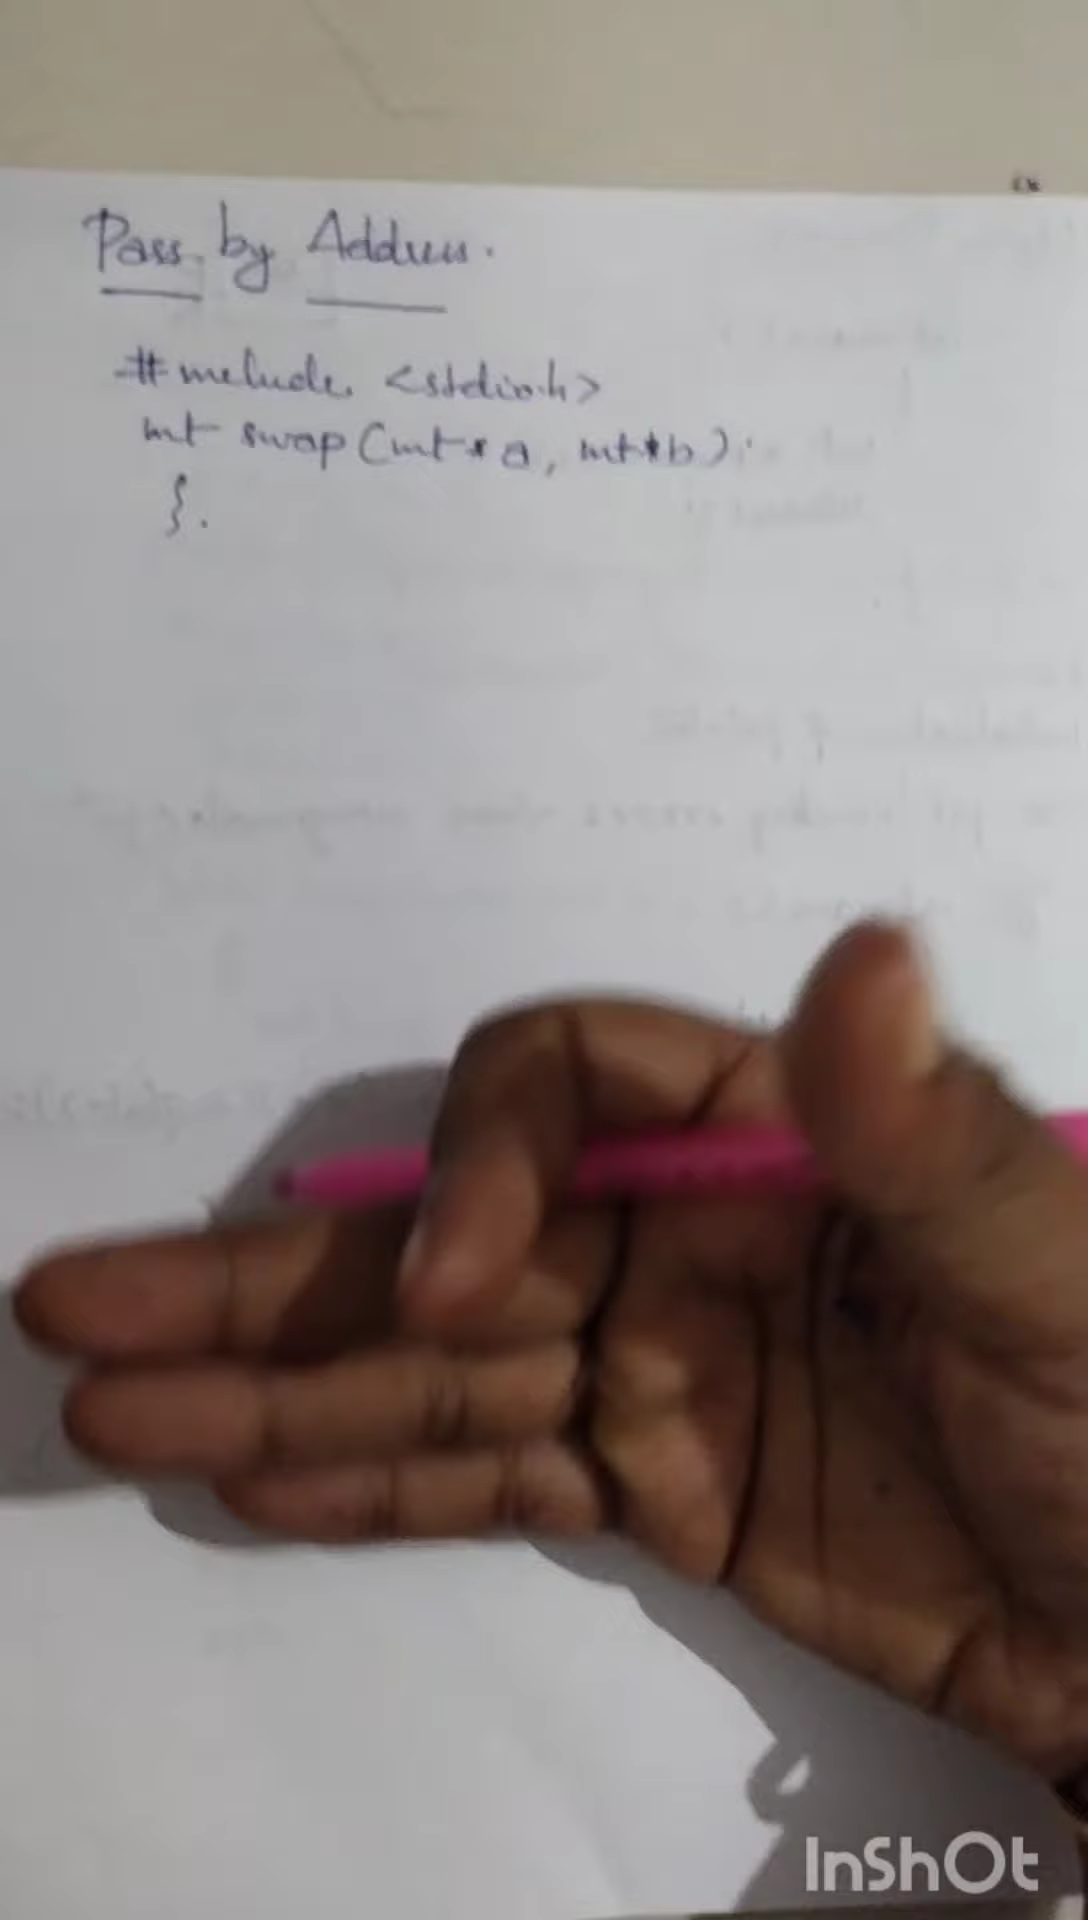 Pass by Address.
#include <stdio.h>
int swap (int * a, int * b)
{
InShOt